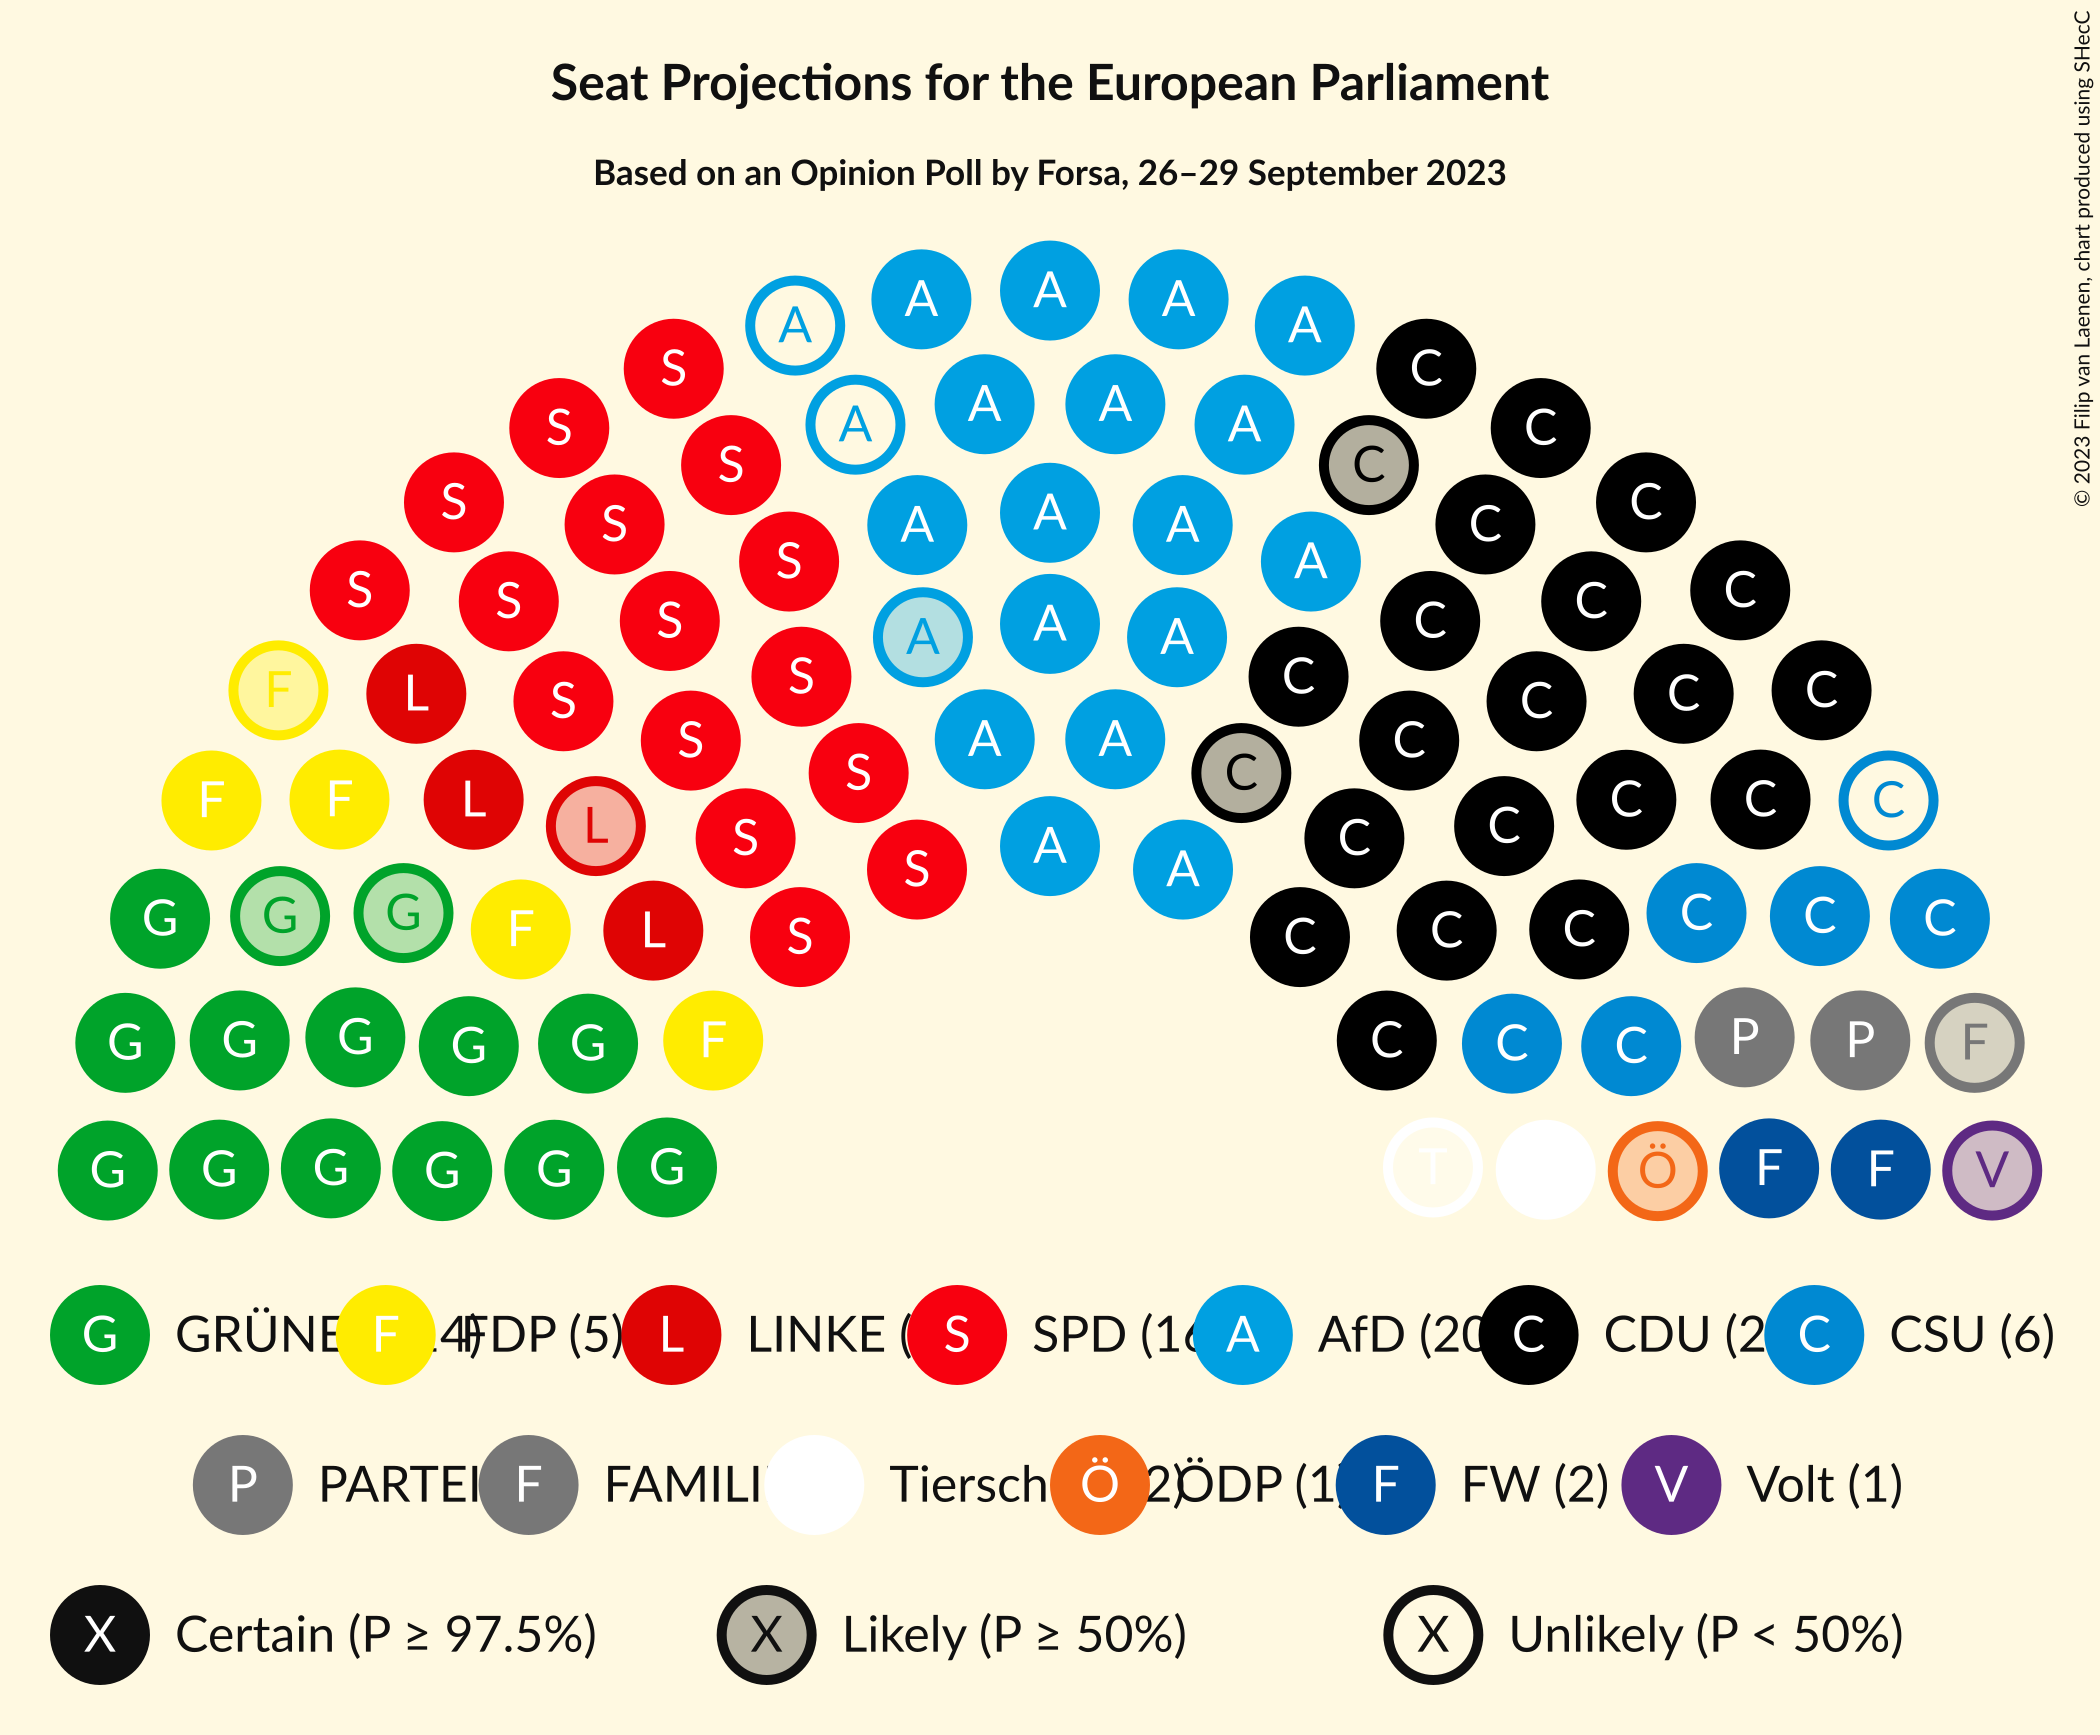 Seat Projections for the European Parliament
Based on an Opinion Poll by Forsa, 26–29 September 2023
© 2023 Filip van Laenen, chart produced using SHecC
A A A A A
S A A A A C
S S A A A A C C
S S S A A A C C C
S S S S A A C C C C
F L S S S A A C C C C C
F F L L S S C C C C C C
G G G F L S C C C C C C
G G G G G F C C C P P F
G G G G G G T Ö F F V
G GRÜNE F 4) FDP (5) L LINKE ( S SPD (16 A AfD (20 C CDU (2 C CSU (6)
P PARTEI F FAMILI Tiersch Ö 2) ÖDP (1) F FW (2) V Volt (1)
X Certain (P ≥ 97.5%) X Likely (P ≥ 50%) X Unlikely (P < 50%)